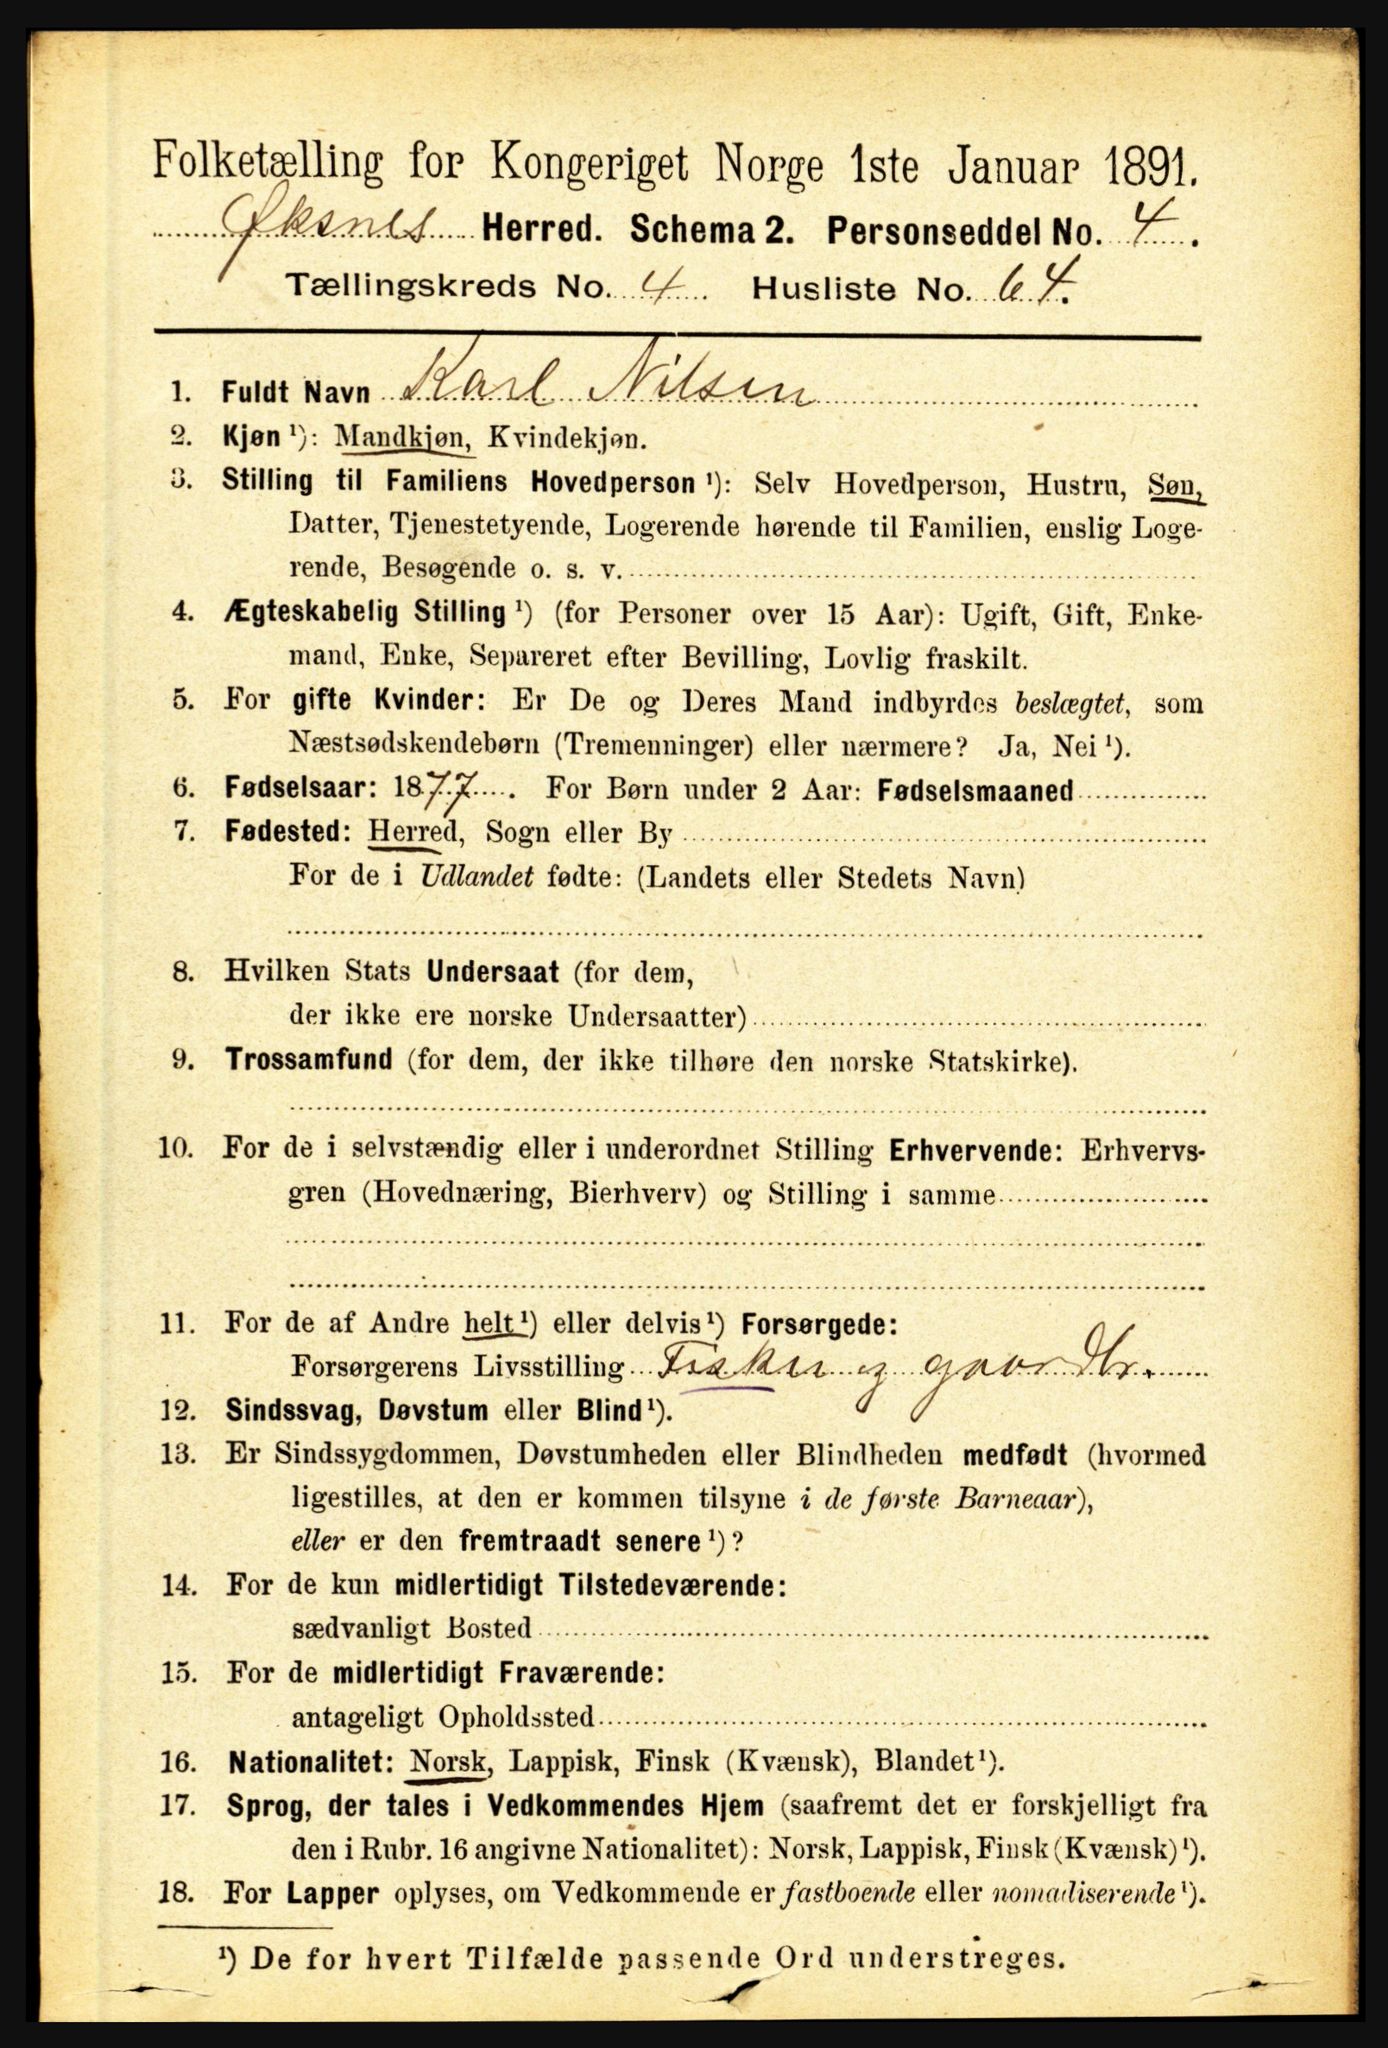 Folketælling for Kongeriget Norge 1ste Januar 1891.
Øksnes Herred. Schema 2. Personseddel No. 4.
Tællingskreds No. 4 Husliste No. 64.
1. Fuldt Navn Karl Nilsen
2. Kjøn ¹): Mandkjøn, Kvindekjøn.
3. Stilling til Familiens Hovedperson ¹): Selv Hovedperson, Hustru, Søn,
Datter, Tjenestetyende, Logerende hørende til Familien, enslig Loge-
rende, Besøgende o. s. v.
4. Ægteskabelig Stilling ¹) (for Personer over 15 Aar): Ugift, Gift, Enke-
mand, Enke, Separeret efter Bevilling, Lovlig fraskilt.
5. For gifte Kvinder: Er De og Deres Mand indbyrdes beslægtet, som
Næstsødskendebørn (Tremenninger) eller nærmere? Ja, Nei ¹).
6. Fødselsaar: 1877. For Børn under 2 Aar: Fødselsmaaned
7. Fødested: Herred, Sogn eller By
For de i Udlandet fødte: (Landets eller Stedets Navn)
8. Hvilken Stats Undersaat (for dem,
der ikke ere norske Undersaatter)
9. Trossamfund (for dem, der ikke tilhøre den norske Statskirke).
10. For de i selvstændig eller i underordnet Stilling Erhvervende: Erhvervs-
gren (Hovednæring, Bierhverv) og Stilling i samme
11. For de af Andre helt ¹) eller delvis ¹) Forsørgede:
Forsørgerens Livsstilling Fisker og gaardbr.
12. Sindssvag, Døvstum eller Blind ¹).
13. Er Sindssygdommen, Døvstumheden eller Blindheden medfødt (hvormed
ligestilles, at den er kommen tilsyne i de første Barneaar),
eller er den fremtraadt senere ¹)?
14. For de kun midlertidigt Tilstedeværende:
sædvanligt Bosted
15. For de midlertidigt Fraværende:
antageligt Opholdssted
16. Nationalitet: Norsk, Lappisk, Finsk (Kvænsk), Blandet ¹).
17. Sprog, der tales i Vedkommendes Hjem (saafremt det er forskjelligt fra
den i Rubr. 16 angivne Nationalitet): Norsk, Lappisk, Finsk (Kvænsk) ¹).
18. For Lapper oplyses, om Vedkommende er fastboende eller nomadiserende ¹).
¹) De for hvert Tilfælde passende Ord understreges.